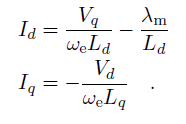 I_d = \frac{V_q}{\omega_e L_d} - \frac{\lambda_m}{L_d}
I_q = -\frac{V_d}{\omega_e L_q} .